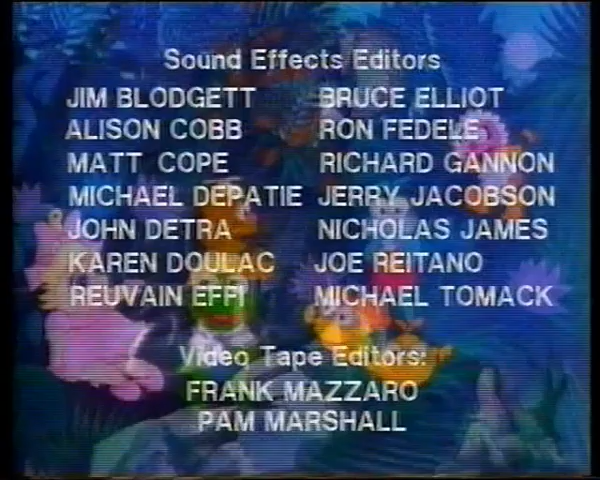 Sound Effects Editors
JIM BLODGETT BRUCE ELLIOT
ALISON COBB RON FEDELE
MATT COPE RICHARD GANNON
MICHAEL DEPATIE JERRY JACOBSON
JOHN DETRA NICHOLAS JAMES
KAREN DOULAC JOE REITANO
REUVAIN EFFI MICHAEL TOMACK
Video Tape Editors:
FRANK MAZZARO
PAM MARSHALL